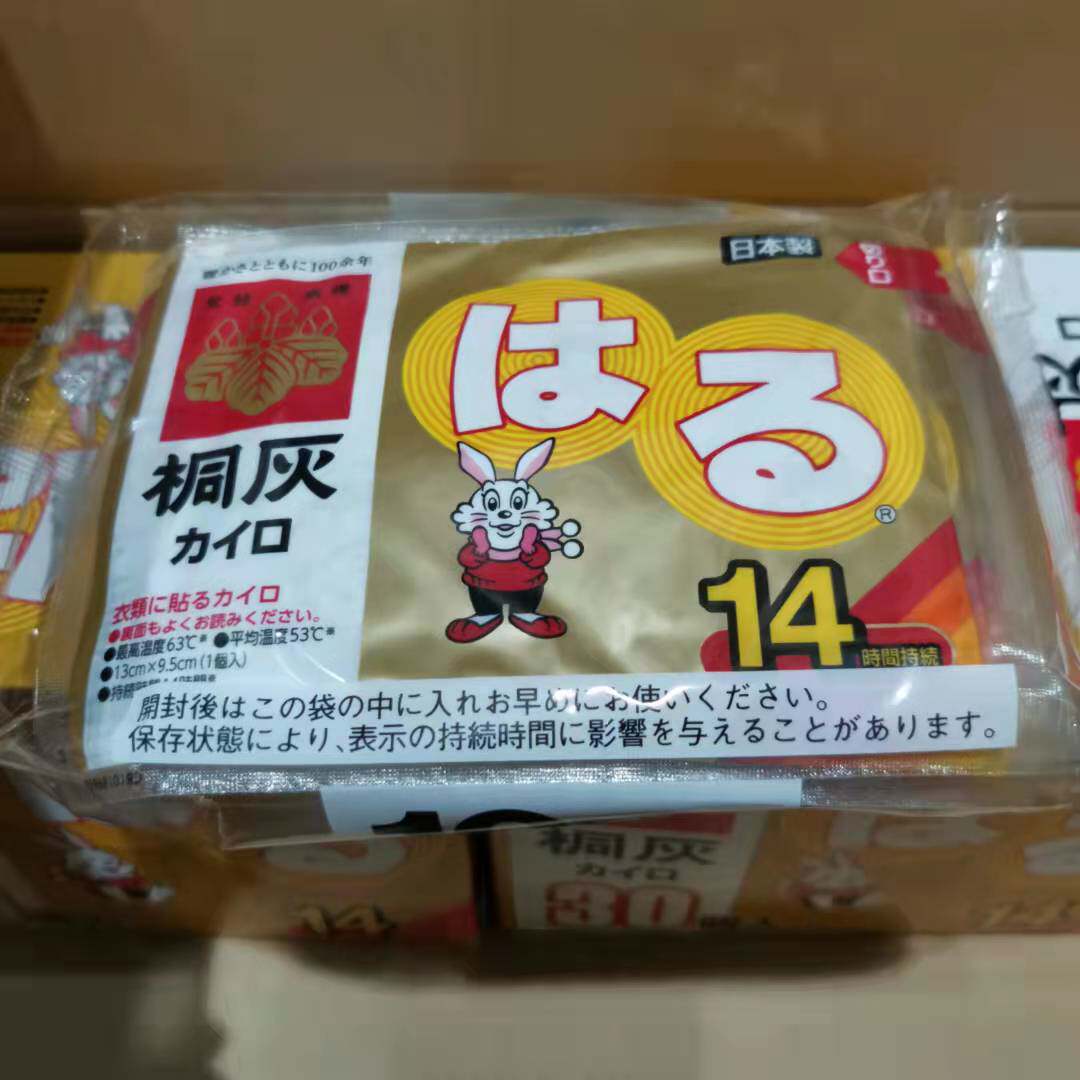 暖かさとともに100余年
桐灰
カイロ
衣類に貼るカイロ
●裏面もよくお読みください。
●最高温度63℃※ ●平均温度53℃※
●13cm×9.5cm(1個入)
●持続
日本製
はる
®
14
時間持続
開封後はこの袋の中に入れお早めにお使いください。
保存状態により、表示の持続時間に影響を与えることがあります。
桐灰
カイロ
30
14